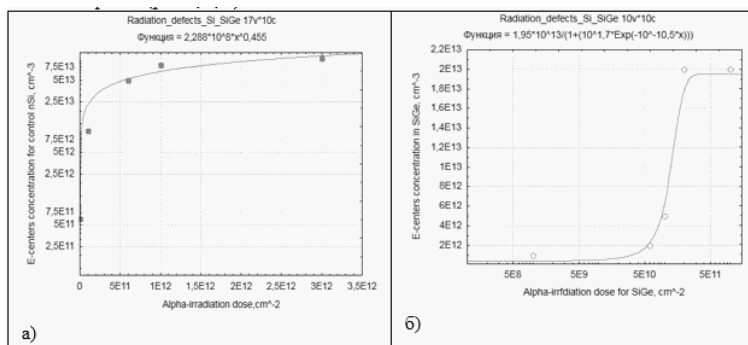 Radiation_defects_Si_SiGe 17v*10c
Функция = 2,288*10^8*x^0,455
E-centers concentration for control nSi, cm^-3
7,5E13
5E13
2,5E13
7,5E12
5E12
2,5E12
7,5E11
5E11
2,5E11
0
5E11
1E12
1,5E12
2E12
2,5E12
3E12
3,5E12
Alpha-irradiation dose,cm^-2
а)
Radiation_defects_Si_SiGe 10v*10c
Функция = 1,95*10^13/(1+(10^1,7*Exp(-10^-10,5*x)))
E-centers concentration in SiGe, cm^-3
2,2E13
2E13
1,8E13
1,6E13
1,4E13
1,2E13
1E13
8E12
6E12
4E12
2E12
5E8
5E9
5E10
5E11
Alpha-irrfdiation dose for SiGe, cm^-2
б)